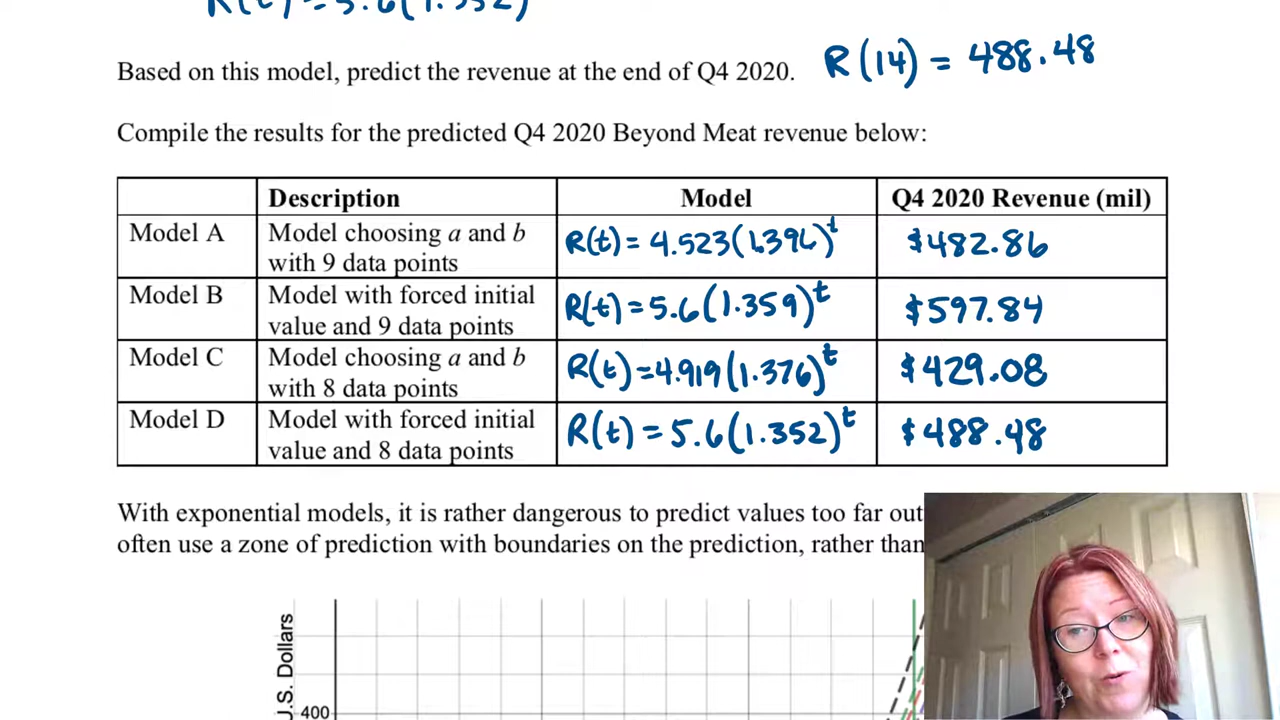 R(t) = 5.6(1.352)
Based on this model, predict the revenue at the end of Q4 2020. R(14) = 488.48
Compile the results for the predicted Q4 2020 Beyond Meat revenue below:
Description Model Q4 2020 Revenue (mil)
Model A Model choosing a and b R(t) = 4.523(1.396)^t $482.86
with 9 data points
Model B Model with forced initial R(t) = 5.6(1.359)^t $597.84
value and 9 data points
Model C Model choosing a and b R(t) = 4.919(1.376)^t $429.08
with 8 data points
Model D Model with forced initial R(t) = 5.6(1.352)^t $488.48
value and 8 data points
With exponential models, it is rather dangerous to predict values too far out
often use a zone of prediction with boundaries on the prediction, rather than
U.S. Dollars
400